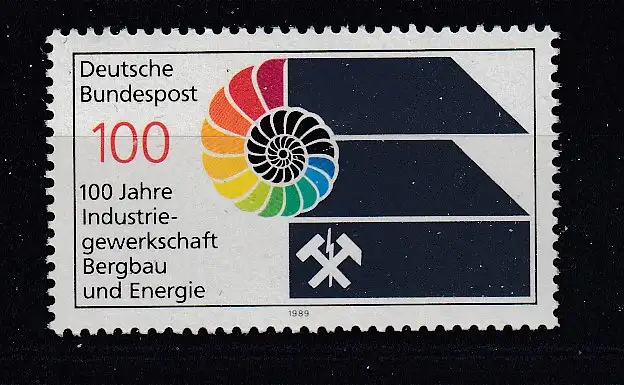 Deutsche
Bundespost
100
100 Jahre
Industrie-
gewerkschaft
Bergbau
und Energie
1989